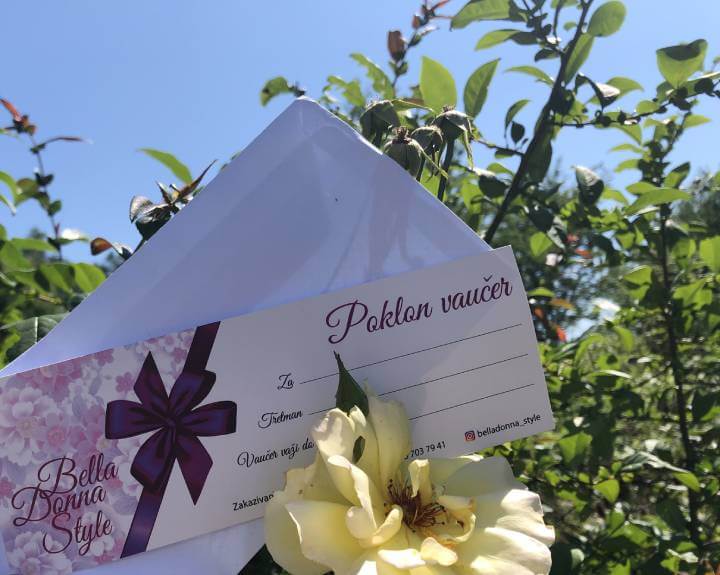 Poklon vaučer
Za
Tretman
Vaučer važi do
Zakazivan
703 79 41
belladonna_style
Bella
Donna
Style